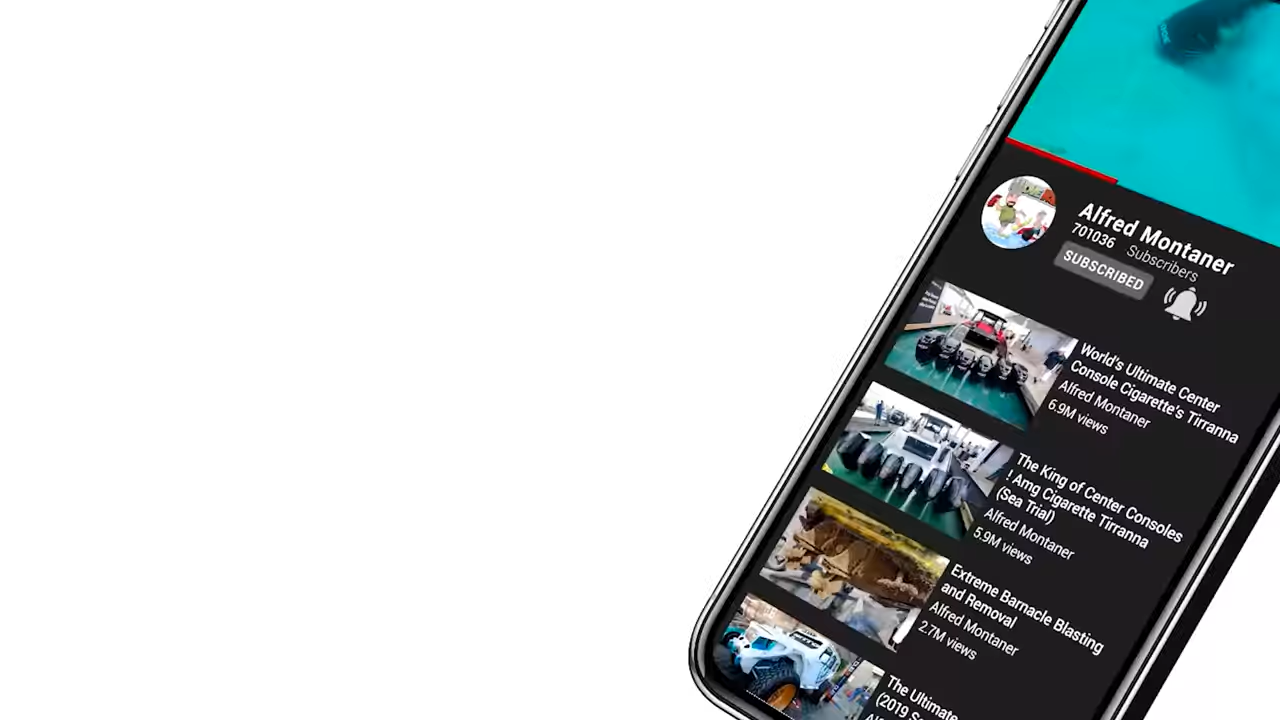 Alfred Montaner
701036 Subscribers
SUBSCRIBED
World's Ultimate Center
Console Cigarette's Tirranna
Alfred Montaner
6.9M views
The King of Center Consoles
! Amg Cigarette Tirranna
(Sea Trial)
Alfred Montaner
5.9M views
Extreme Barnacle Blasting
and Removal
Alfred Montaner
2.7M views
The Ultimate
(2019 S